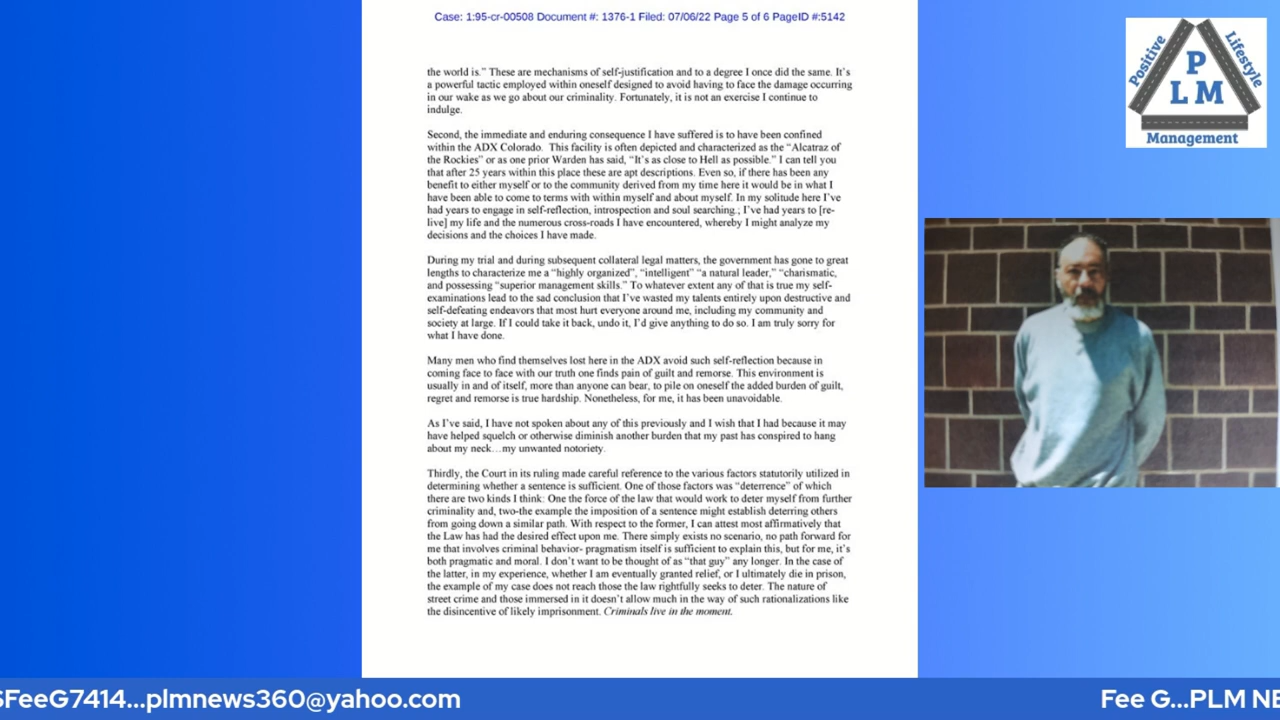 Case: 1:95-cr-00508 Document #: 1376-1 Filed: 07/06/22 Page 5 of 6 PageID #:5142
the world is." These are mechanisms of self-justification and to a degree I once did the same. It's
a powerful tactic employed within oneself designed to avoid having to face the damage occurring
in our wake as we go about our criminality. Fortunately, it is not an exercise I continue to
indulge.
Second, the immediate and enduring consequence I have suffered is to have been confined
within the ADX Colorado. This facility is often depicted and characterized as the "Alcatraz of
the Rockies" or as one prior Warden has said, "It's as close to Hell as possible." I can tell you
that after 25 years within this place these are apt descriptions. Even so, if there has been any
benefit to either myself or to the community derived from my time here it would be in what I
have been able to come to terms with within myself and about myself. In my solitude here I've
had years to engage in self-reflection, introspection and soul searching.; I've had years to [re-
live] my life and the numerous cross-roads I have encountered, whereby I might analyze my
decisions and the choices I have made.
During my trial and during subsequent collateral legal matters, the government has gone to great
lengths to characterize me a "highly organized", "intelligent" "a natural leader," "charismatic,
and possessing "superior management skills." To whatever extent any of that is true my self-
examinations lead to the sad conclusion that I've wasted my talents entirely upon destructive and
self-defeating endeavors that most hurt everyone around me, including my community and
society at large. If I could take it back, undo it, I'd give anything to do so. I am truly sorry for
what I have done.
Many men who find themselves lost here in the ADX avoid such self-reflection because in
coming face to face with our truth one finds pain of guilt and remorse. This environment is
usually in and of itself, more than anyone can bear, to pile on oneself the added burden of guilt,
regret and remorse is true hardship. Nonetheless, for me, it has been unavoidable.
As I've said, I have not spoken about any of this previously and I wish that I had because it may
have helped squelch or otherwise diminish another burden that my past has conspired to hang
about my neck…my unwanted notoriety.
Thirdly, the Court in its ruling made careful reference to the various factors statutorily utilized in
determining whether a sentence is sufficient. One of those factors was "deterrence" of which
there are two kinds I think: One the force of the law that would work to deter myself from further
criminality and, two-the example the imposition of a sentence might establish deterring others
from going down a similar path. With respect to the former, I can attest most affirmatively that
the Law has had the desired effect upon me. There simply exists no scenario, no path forward for
me that involves criminal behavior- pragmatism itself is sufficient to explain this, but for me, it's
both pragmatic and moral. I don't want to be thought of as "that guy" any longer. In the case of
the latter, in my experience, whether I am eventually granted relief, or I ultimately die in prison,
the example of my case does not reach those the law rightfully seeks to deter. The nature of
street crime and those immersed in it doesn't allow much in the way of such rationalizations like
the disincentive of likely imprisonment. Criminals live in the moment.
Positive
Lifestyle
P
L M
Management
SFeeG7414...plmnews360@yahoo.com
Fee G...PLM NE